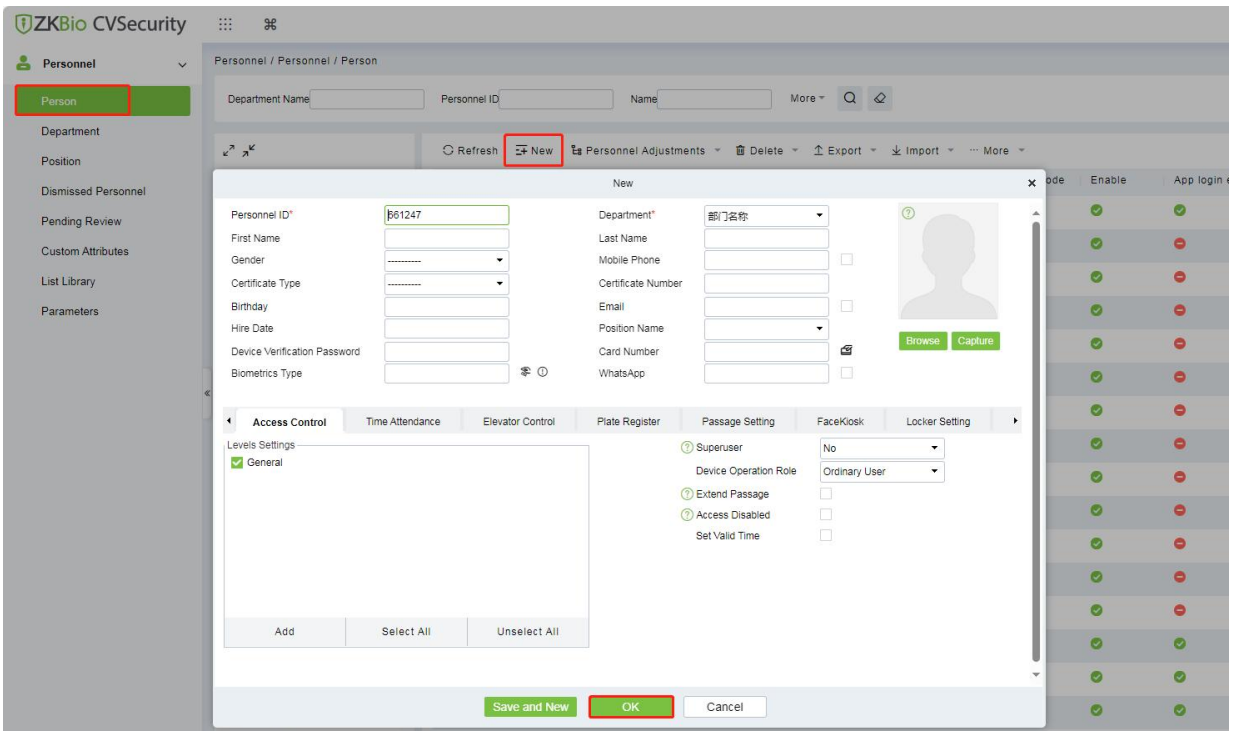 ZKBio CVSecurity
Personnel
Person
Department
Position
Dismissed Personnel
Pending Review
Custom Attributes
List Library
Parameters
Personnel / Personnel / Person
Department Name Personnel ID Name More
Refresh New Personnel Adjustments Delete Export Import ··· More
ode Enable App login e
New
Personnel ID* 661247 Department* 部门名称
First Name Last Name
Gender ---------- Mobile Phone
Certificate Type ---------- Certificate Number
Birthday Email
Hire Date Position Name
Device Verification Password Card Number
Biometrics Type WhatsApp
Browse Capture
Access Control Time Attendance Elevator Control Plate Register Passage Setting FaceKiosk Locker Setting
Levels Settings
General
Superuser No
Device Operation Role Ordinary User
Extend Passage
Access Disabled
Set Valid Time
Add Select All Unselect All
Save and New OK Cancel